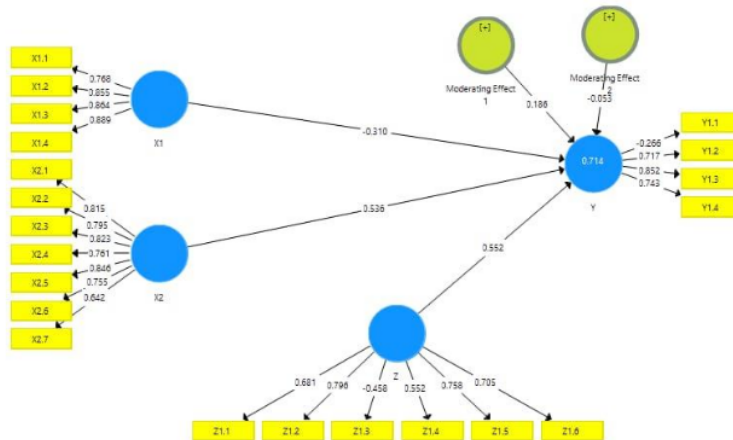 [+]
[+]
X1.1
X1.2
X1.3
X1.4
0.768
0.855
0.864
0.889
X1
Moderating Effect
1
Moderating Effect
2
0.186
-0.053
-0.310
0.714
Y
-0.266
0.717
0.852
0.743
Y1.1
Y1.2
Y1.3
Y1.4
X2.1
X2.2
X2.3
X2.4
X2.5
X2.6
X2.7
0.815
0.795
0.823
0.761
0.846
0.755
0.642
X2
0.536
0.552
Z
0.681
0.796
-0.458
0.552
0.758
0.705
Z1.1
Z1.2
Z1.3
Z1.4
Z1.5
Z1.6